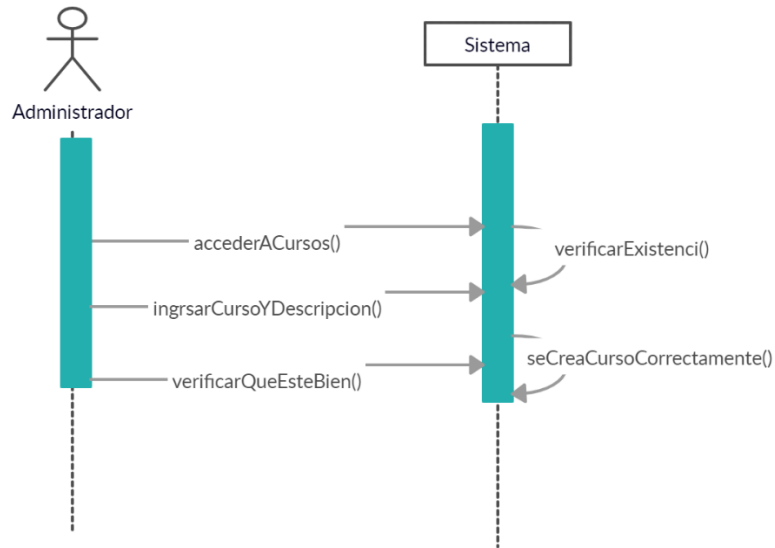 Sistema
Administrador
accederACursos()
verificarExistenci()
ingrsarCursoYDescripcion()
seCreaCursoCorrectamente()
verificarQueEsteBien()